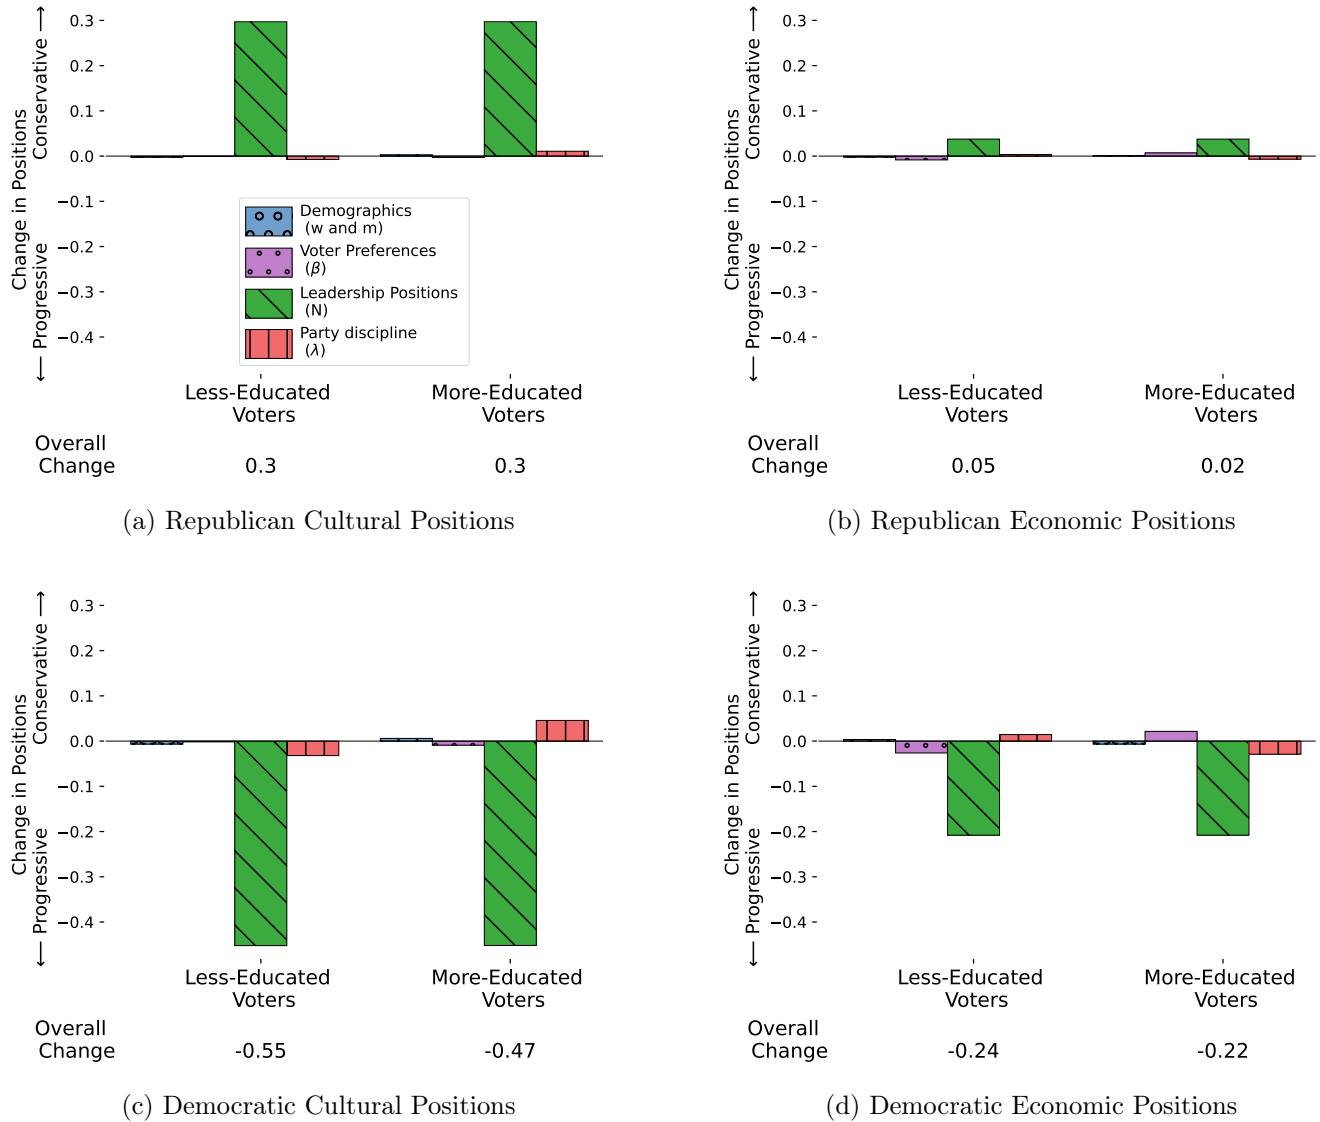 Change in Positions
← Progressive Conservative →
0.3
0.2
0.1
0.0
−0.1
−0.2
−0.3
−0.4
Demographics
(w and m)
Voter Preferences
(β)
Leadership Positions
(N)
Party discipline
(λ)
Less-Educated
Voters
More-Educated
Voters
Overall
Change
0.3
0.3
(a) Republican Cultural Positions
Change in Positions
← Progressive Conservative →
0.3
0.2
0.1
0.0
−0.1
−0.2
−0.3
−0.4
Less-Educated
Voters
More-Educated
Voters
Overall
Change
0.05
0.02
(b) Republican Economic Positions
Change in Positions
← Progressive Conservative →
0.3
0.2
0.1
0.0
−0.1
−0.2
−0.3
−0.4
Less-Educated
Voters
More-Educated
Voters
Overall
Change
-0.55
-0.47
(c) Democratic Cultural Positions
Change in Positions
← Progressive Conservative →
0.3
0.2
0.1
0.0
−0.1
−0.2
−0.3
−0.4
Less-Educated
Voters
More-Educated
Voters
Overall
Change
-0.24
-0.22
(d) Democratic Economic Positions